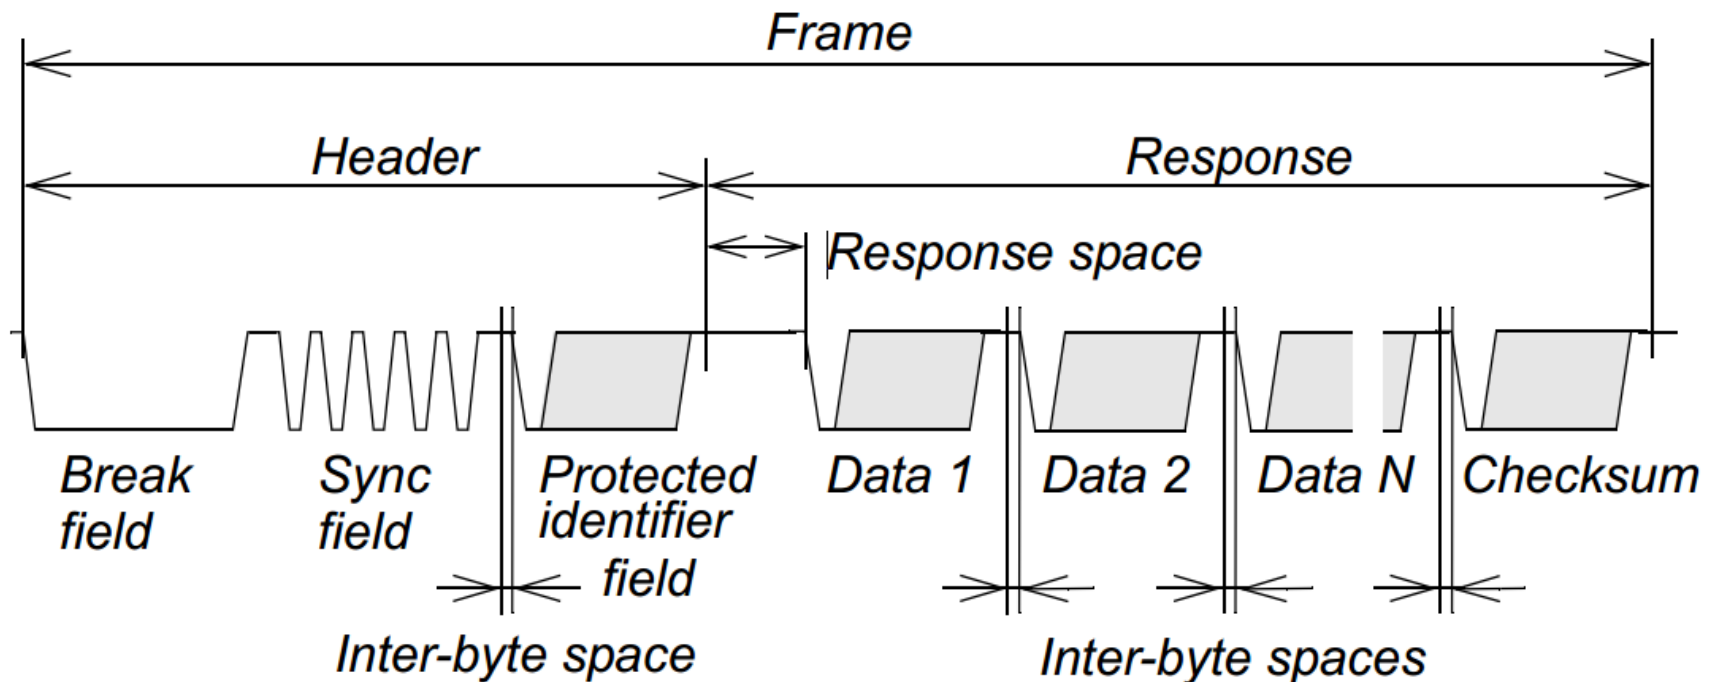 Frame
Header
Response
Response space
Break
field
Sync
field
Protected
identifier
field
Data 1
Data 2
Data N
Checksum
Inter-byte space
Inter-byte spaces